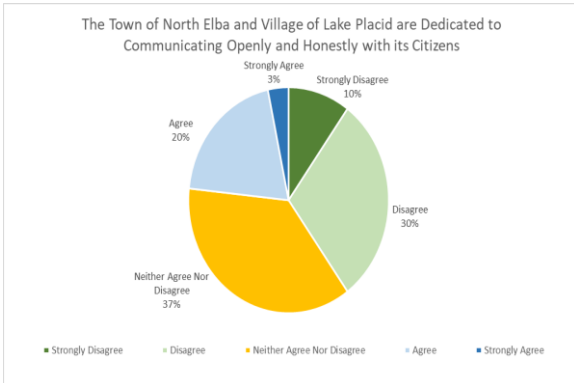 The Town of North Elba and Village of Lake Placid are Dedicated to
Communicating Openly and Honestly with its Citizens
Strongly Agree
3%
Strongly Disagree
10%
Agree
20%
Disagree
30%
Neither Agree Nor
Disagree
37%
Strongly Disagree
Disagree
Neither Agree Nor Disagree
Agree
Strongly Agree